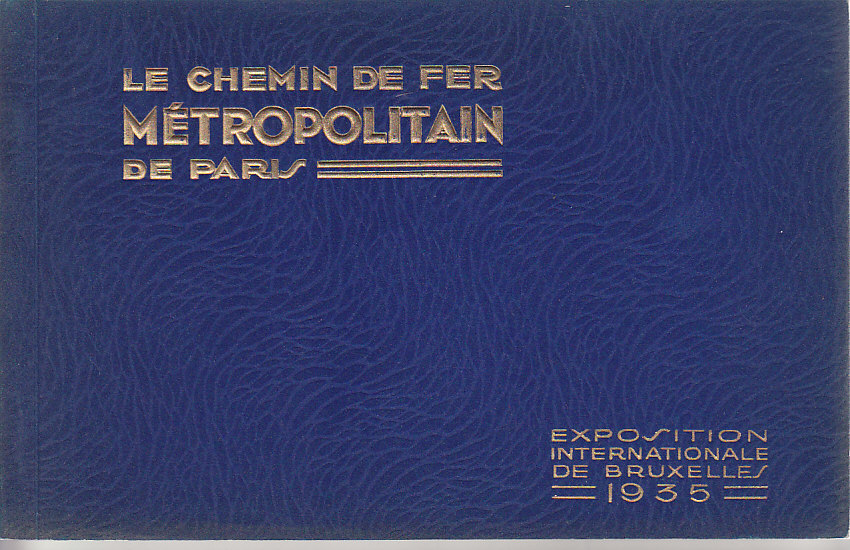 LE CHEMIN DE FER
MÉTROPOLITAIN
DE PARIS
EXPOSITION
INTERNATIONALE
DE BRUXELLES
1935